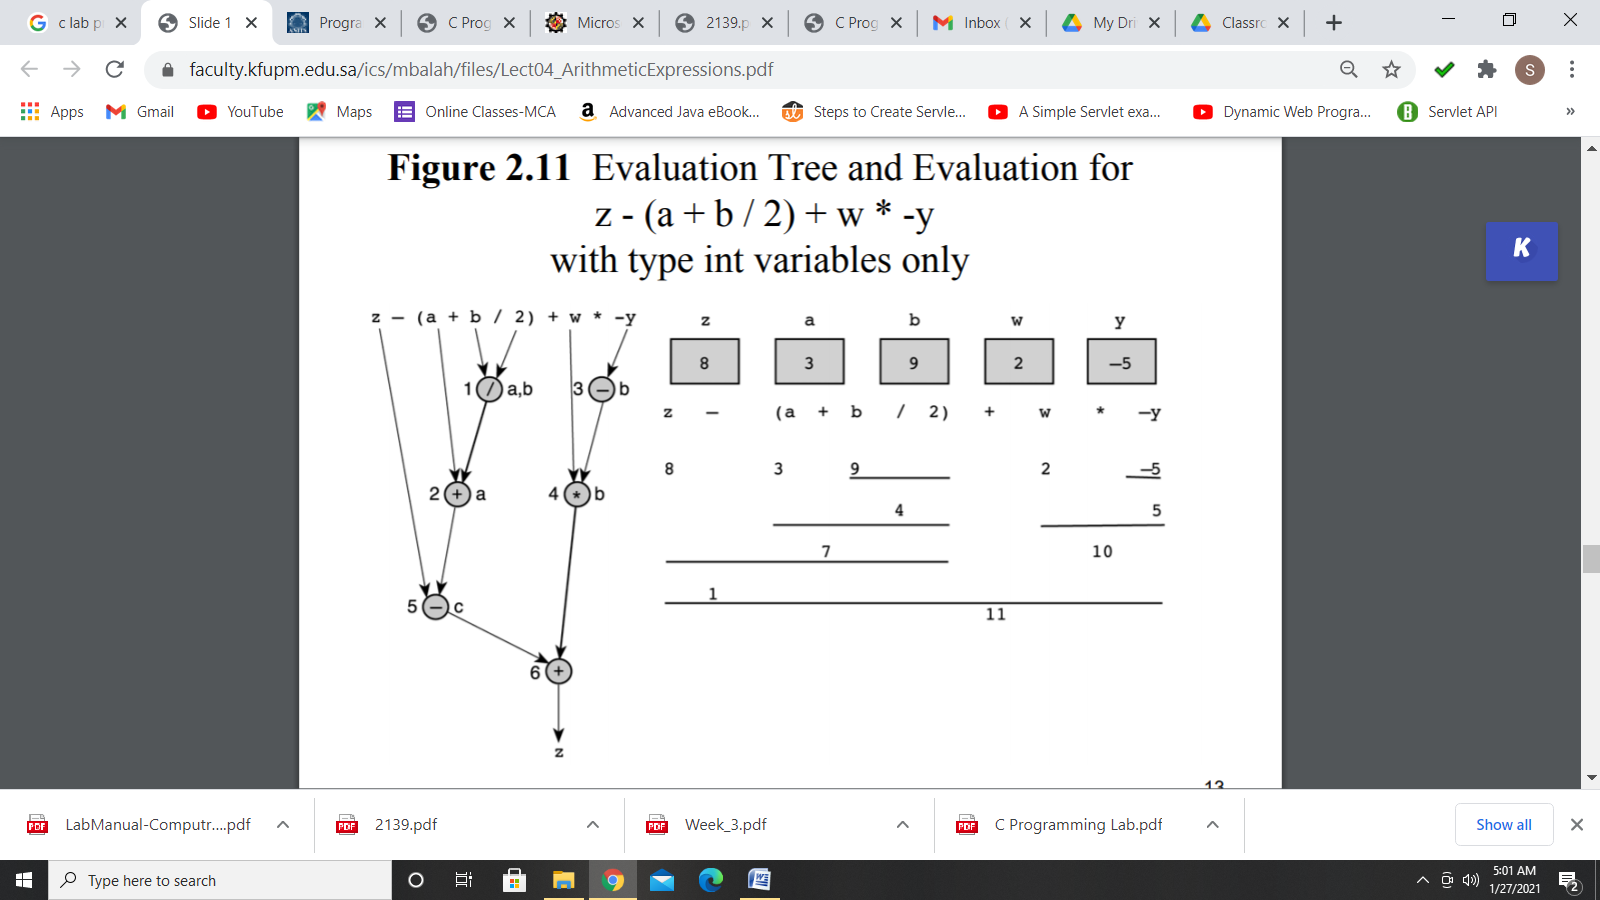 c lab p
Slide 1
Progra
C Prog
Micros
2139.p
C Prog
Inbox (
My Dri
Classro
faculty.kfupm.edu.sa/ics/mbalah/files/Lect04_ArithmeticExpressions.pdf
S
Apps
Gmail
YouTube
Maps
Online Classes-MCA
Advanced Java eBook...
Steps to Create Servle...
A Simple Servlet exa...
Dynamic Web Progra...
Servlet API
»
Figure 2.11 Evaluation Tree and Evaluation for
z - (a + b / 2) + w * -y
with type int variables only
K
z – (a + b / 2) + w * -y
1 / a,b
3 – b
2 + a
4 * b
5 – c
6 +
z
z a b w y
8 3 9 2 –5
z – (a + b / 2) + w * –y
8 3 9 2 –5
4 5
7 10
1
11
13
LabManual-Computr....pdf
2139.pdf
Week_3.pdf
C Programming Lab.pdf
Show all
Type here to search
5:01 AM
1/27/2021
2